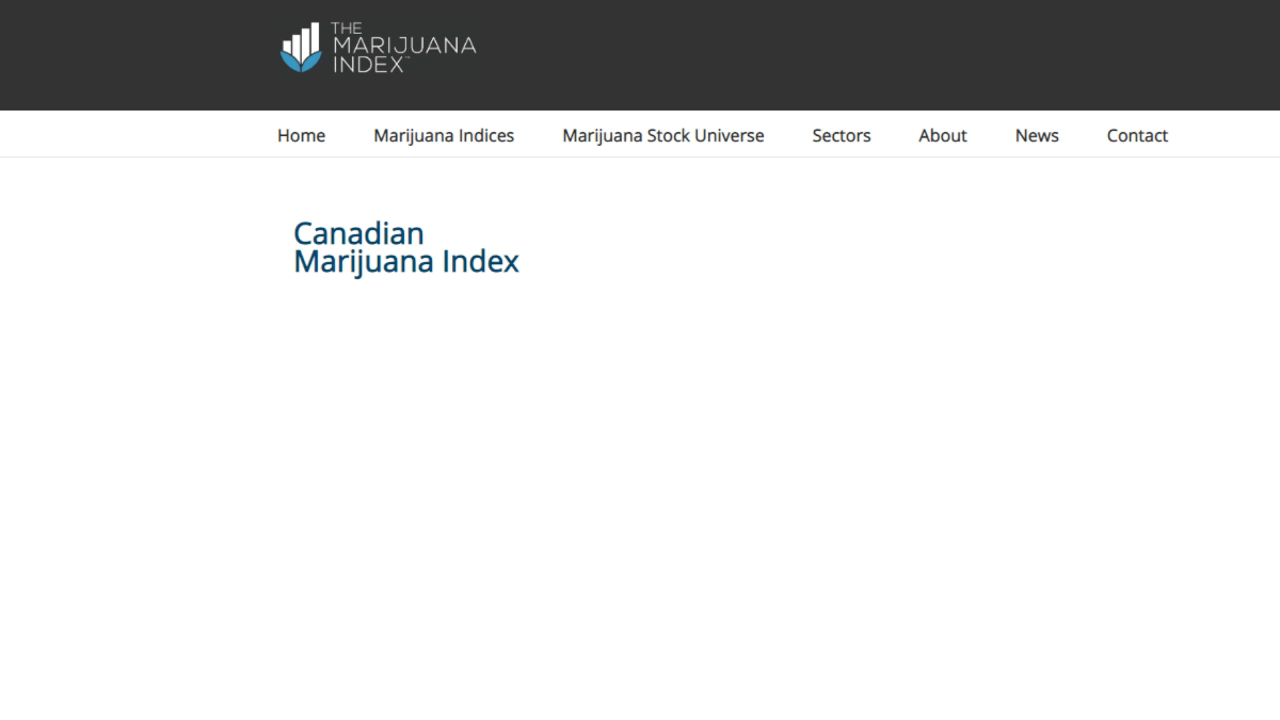 THE
MARIJUANA
INDEX™
Home Marijuana Indices Marijuana Stock Universe Sectors About News Contact
Canadian
Marijuana Index